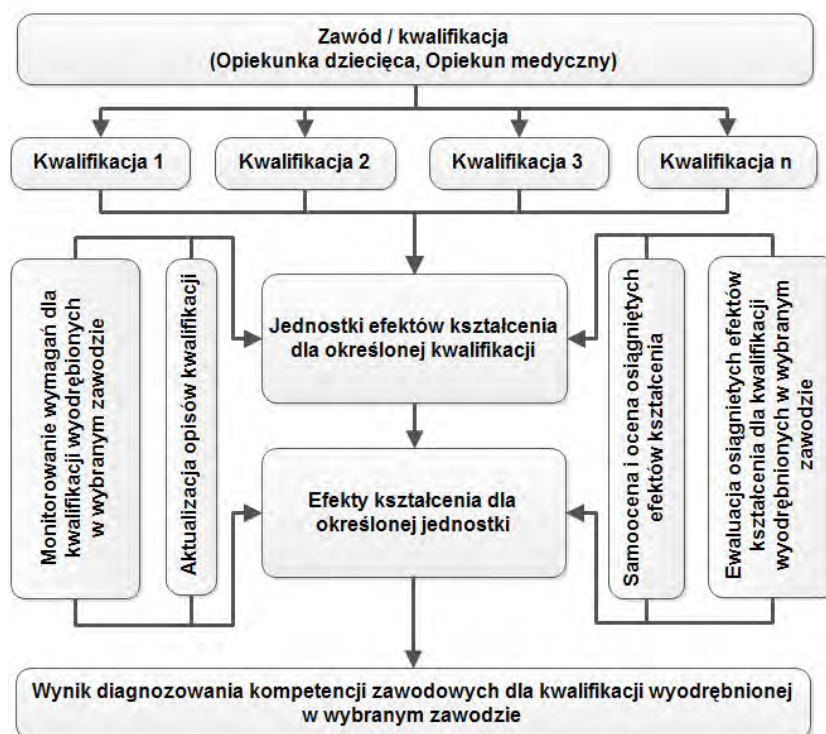 Zawód / kwalifikacja
(Opiekunka dziecięca, Opiekun medyczny)
Kwalifikacja 1
Kwalifikacja 2
Kwalifikacja 3
Kwalifikacja n
Monitorowanie wymagań dla
kwalifikacji wyodrębnionych
w wybranym zawodzie
Aktualizacja opisów kwalifikacji
Jednostki efektów kształcenia
dla określonej kwalifikacji
Efekty kształcenia dla
określonej jednostki
Samoocena i ocena osiągniętych
efektów kształcenia
Ewaluacja osiągnietych efektów
kształcenia dla kwalifikacji
wyodrębnionych w wybranym
zawodzie
Wynik diagnozowania kompetencji zawodowych dla kwalifikacji wyodrębnionej
w wybranym zawodzie